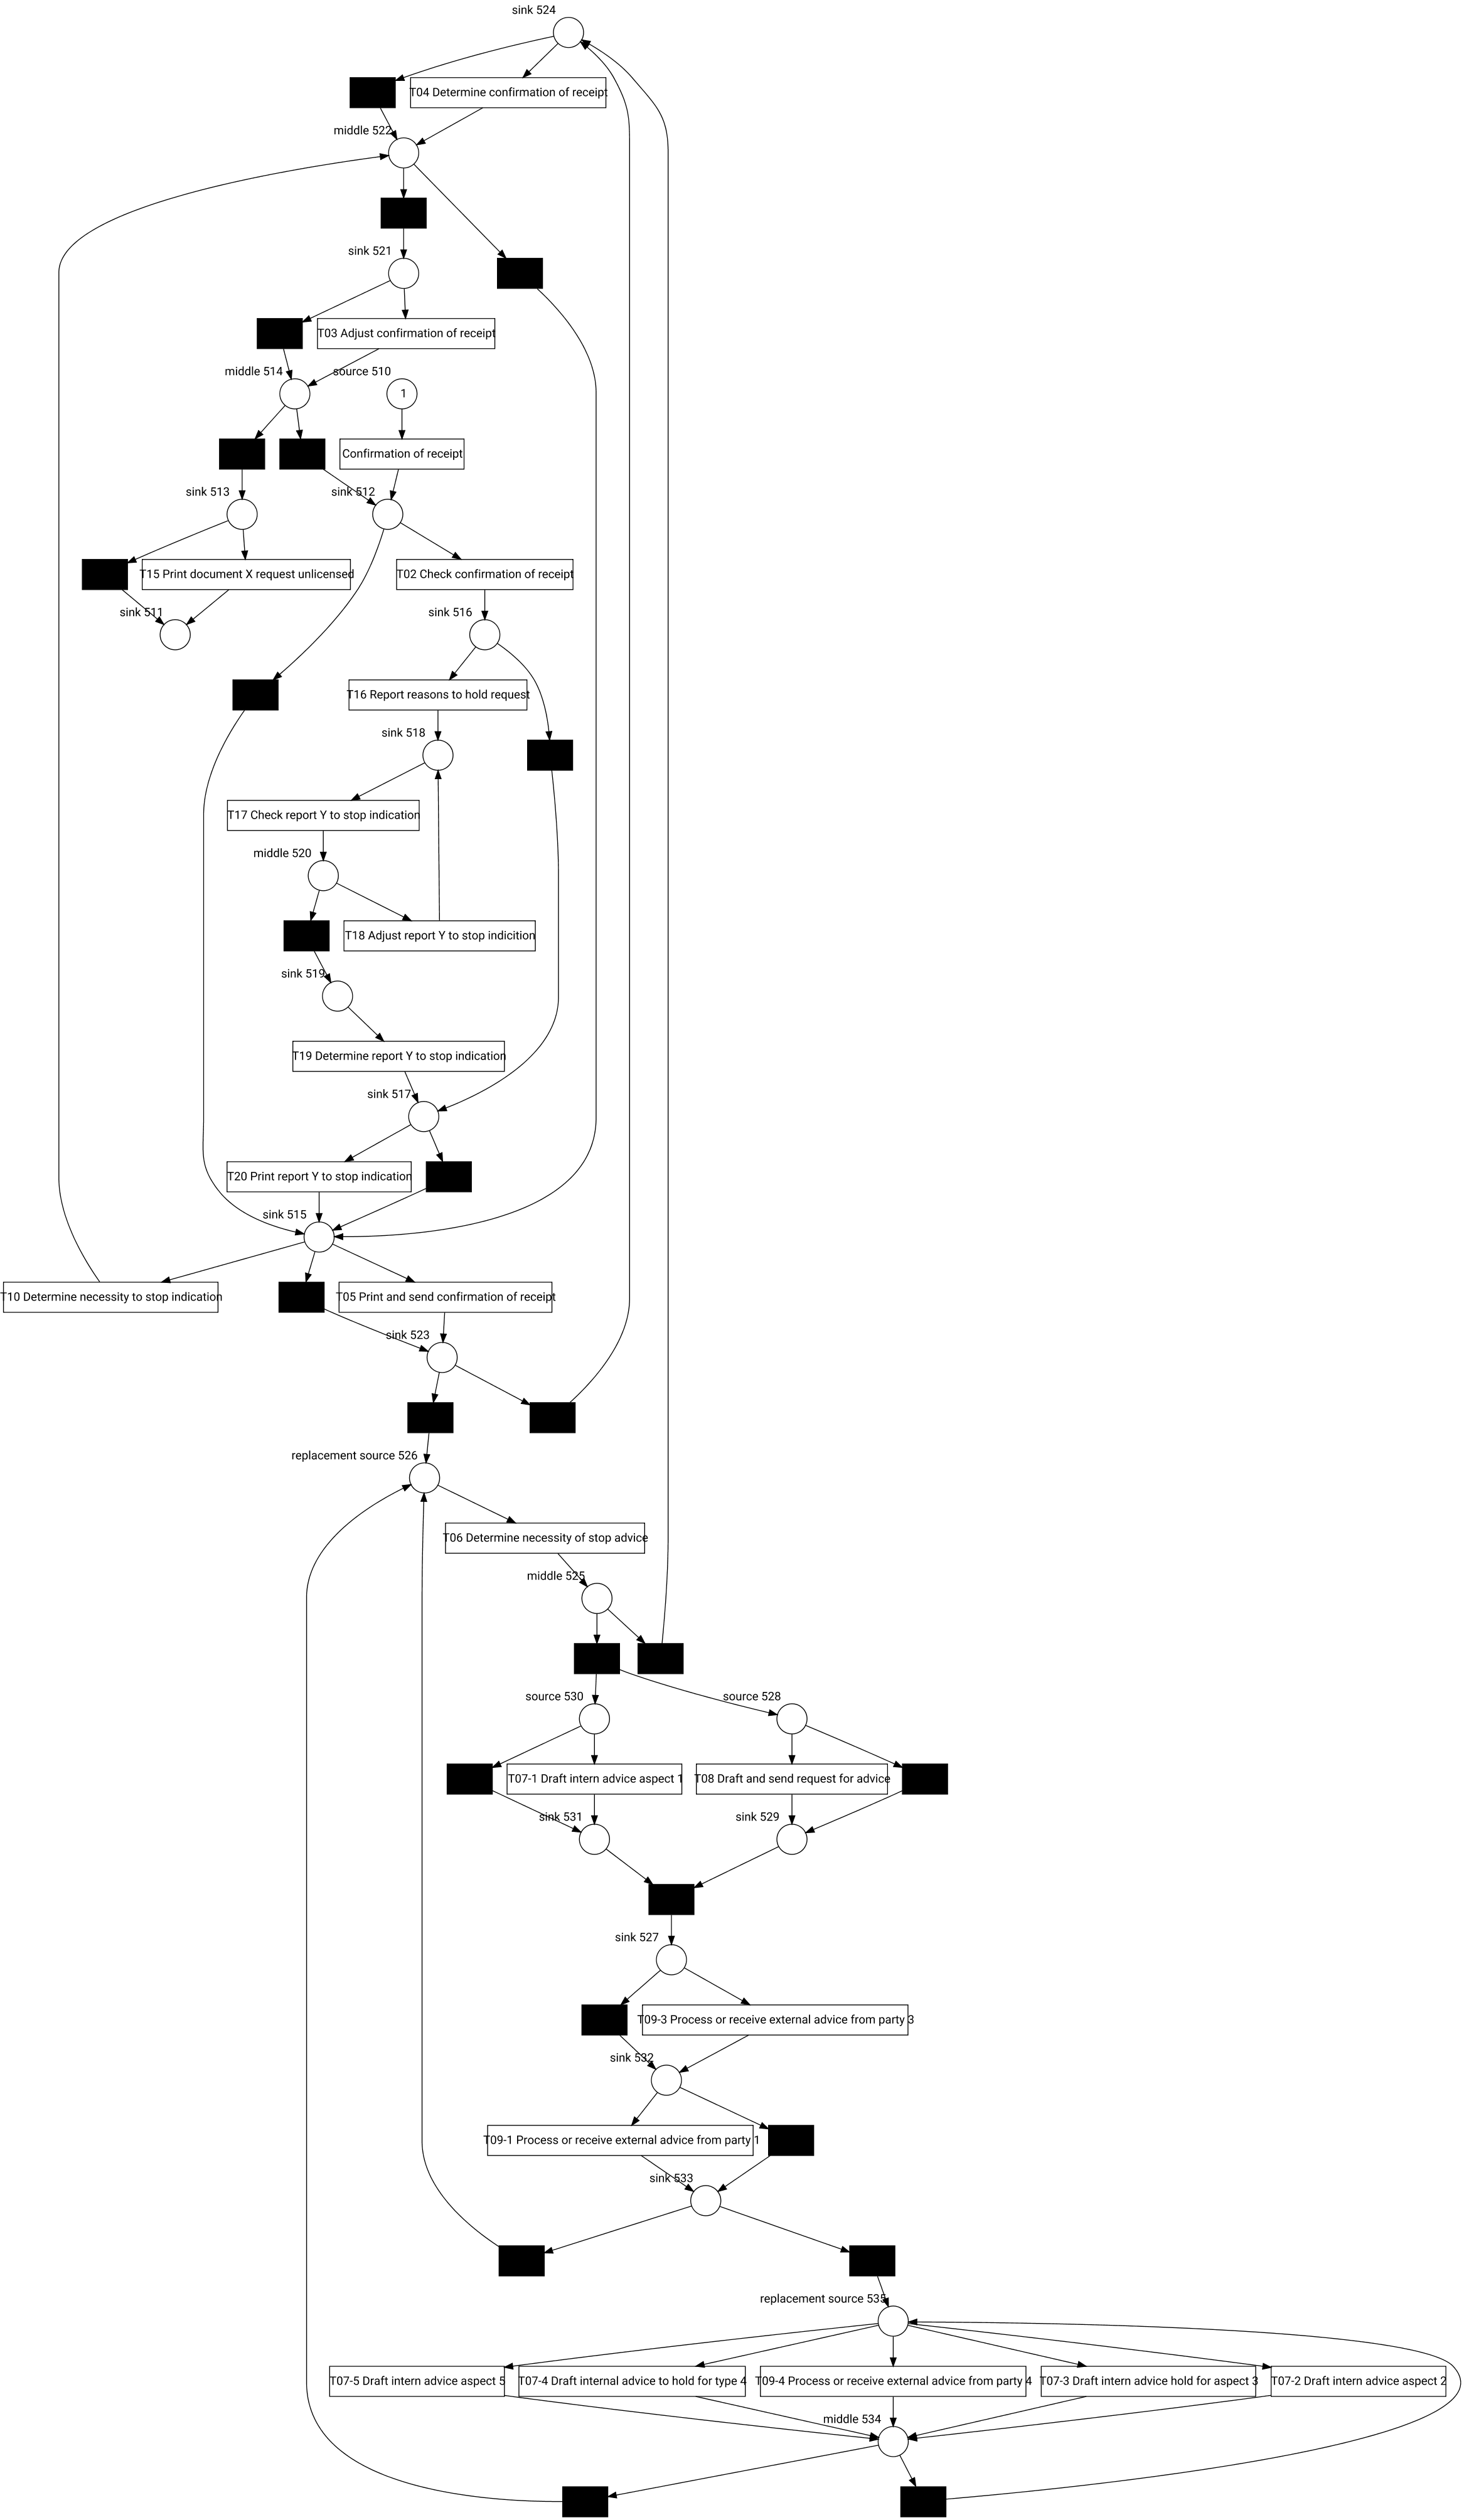 sink 524
T04 Determine confirmation of receipt
middle 522
sink 521
T03 Adjust confirmation of receipt
middle 514
source 510
1
Confirmation of receipt
sink 513
sink 512
T15 Print document X request unlicensed
T02 Check confirmation of receipt
sink 511
sink 516
T16 Report reasons to hold request
sink 518
T17 Check report Y to stop indication
middle 520
T18 Adjust report Y to stop indicition
sink 519
T19 Determine report Y to stop indication
sink 517
T20 Print report Y to stop indication
sink 515
T10 Determine necessity to stop indication
T05 Print and send confirmation of receipt
sink 523
replacement source 526
T06 Determine necessity of stop advice
middle 525
source 530
source 528
T07-1 Draft intern advice aspect 1
T08 Draft and send request for advice
sink 531
sink 529
sink 527
T09-3 Process or receive external advice from party 3
sink 532
T09-1 Process or receive external advice from party 1
sink 533
replacement source 535
T07-5 Draft intern advice aspect 5
T07-4 Draft internal advice to hold for type 4
T09-4 Process or receive external advice from party 4
T07-3 Draft intern advice hold for aspect 3
T07-2 Draft intern advice aspect 2
middle 534